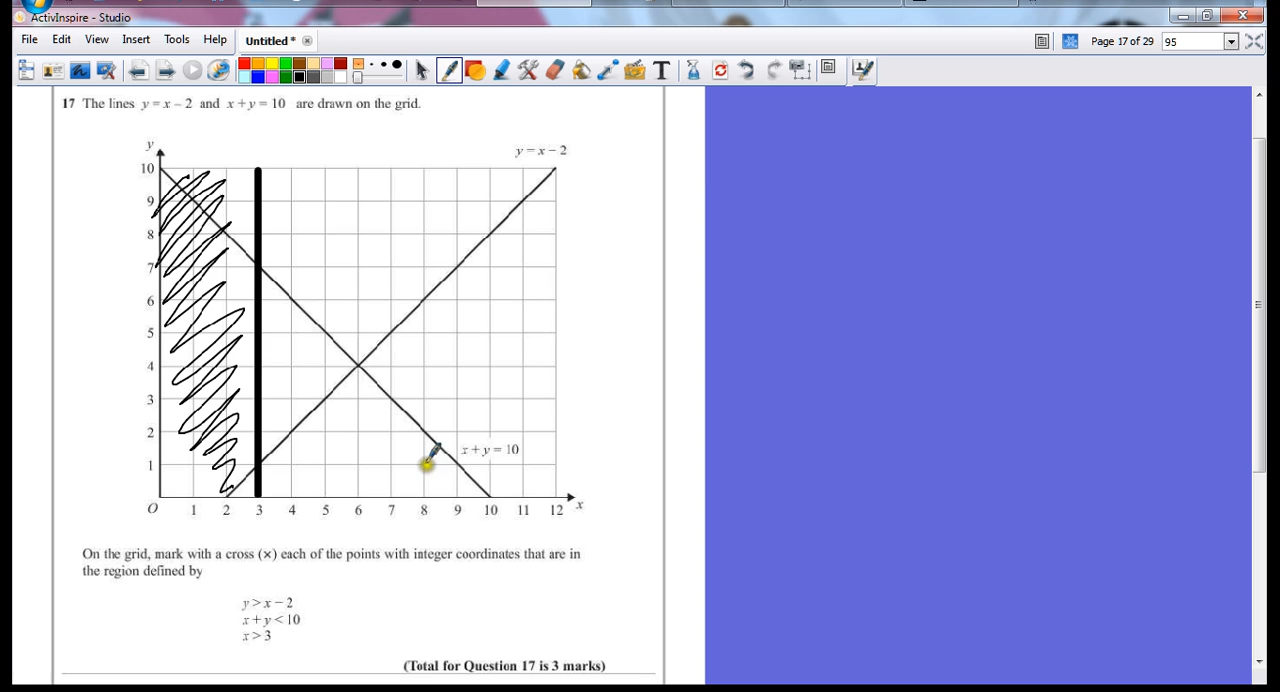 ActivInspire - Studio
File Edit View Insert Tools Help Untitled * Page 17 of 29 95
T
17 The lines y = x – 2 and x + y = 10 are drawn on the grid.
y y = x – 2
10
9
8
7
6
5
4
3
2
x + y = 10
1
O 1 2 3 4 5 6 7 8 9 10 11 12 x
On the grid, mark with a cross (×) each of the points with integer coordinates that are in
the region defined by
y > x – 2
x + y < 10
x > 3
(Total for Question 17 is 3 marks)